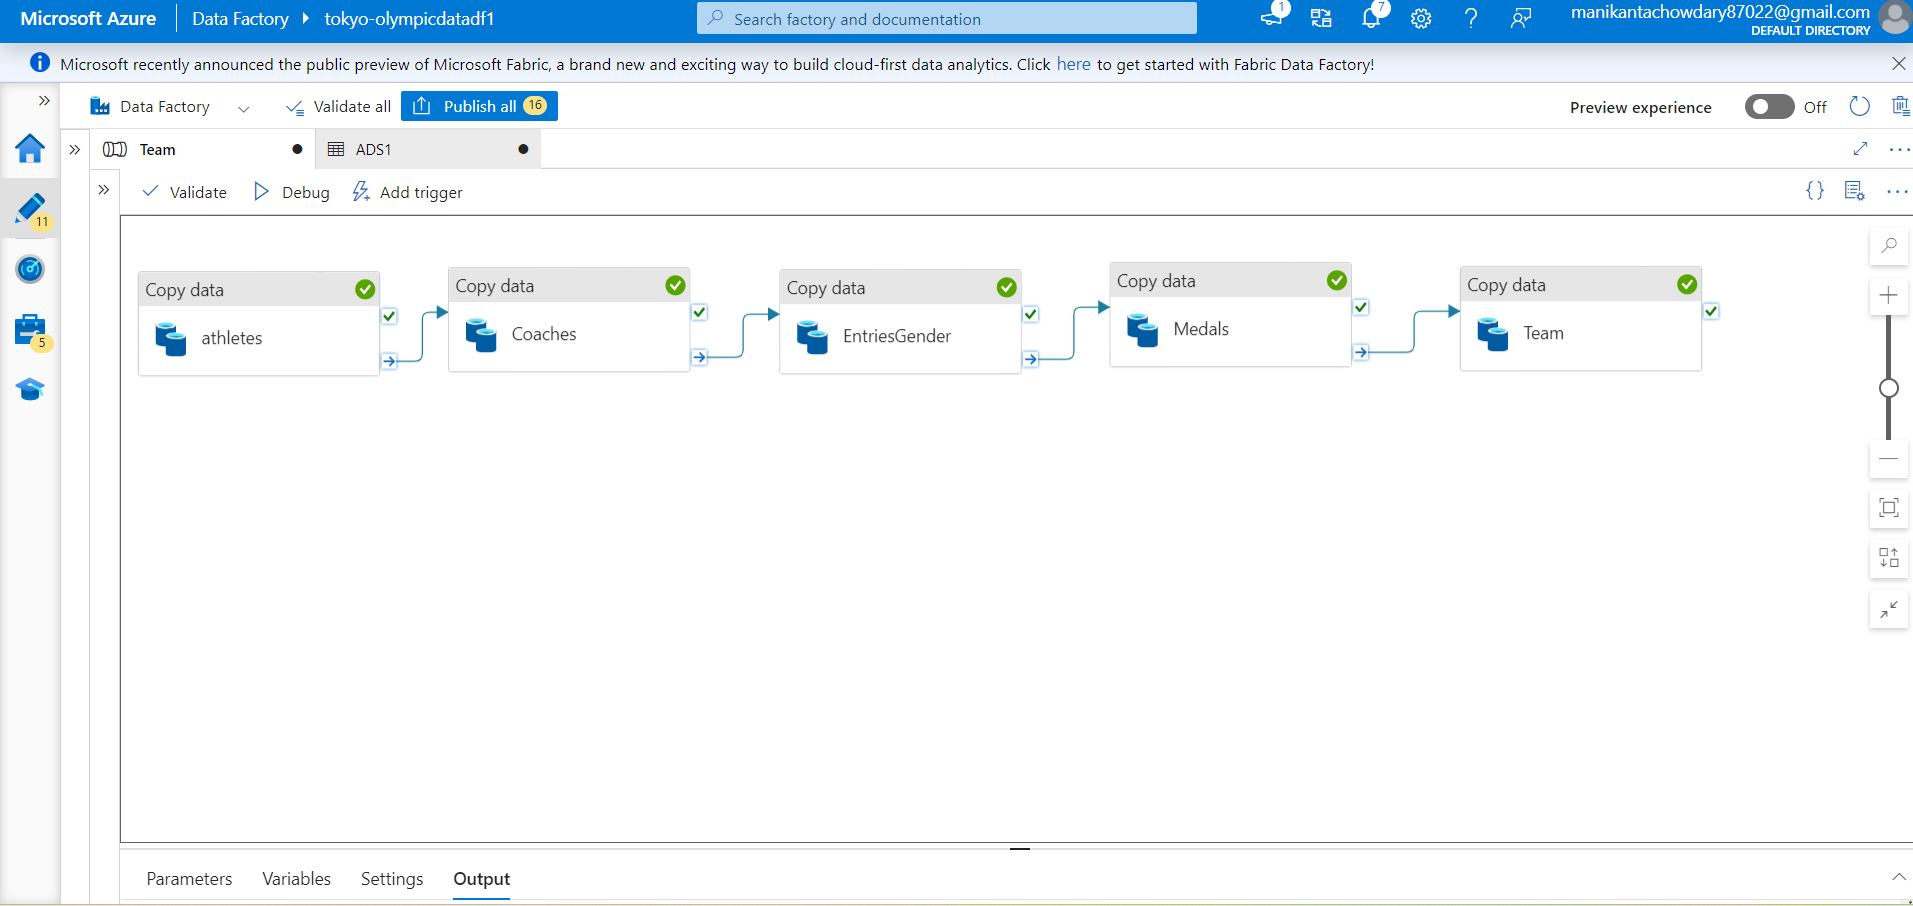 Microsoft Azure
Data Factory
tokyo-olympicdatadf1
Search factory and documentation
1
7
manikantachowdary87022@gmail.com
DEFAULT DIRECTORY
Microsoft recently announced the public preview of Microsoft Fabric, a brand new and exciting way to build cloud-first data analytics. Click here to get started with Fabric Data Factory!
Data Factory
Validate all
Publish all 16
Preview experience
Off
Team
ADS1
Validate
Debug
Add trigger
11
5
Copy data
athletes
Copy data
Coaches
Copy data
EntriesGender
Copy data
Medals
Copy data
Team
Parameters
Variables
Settings
Output